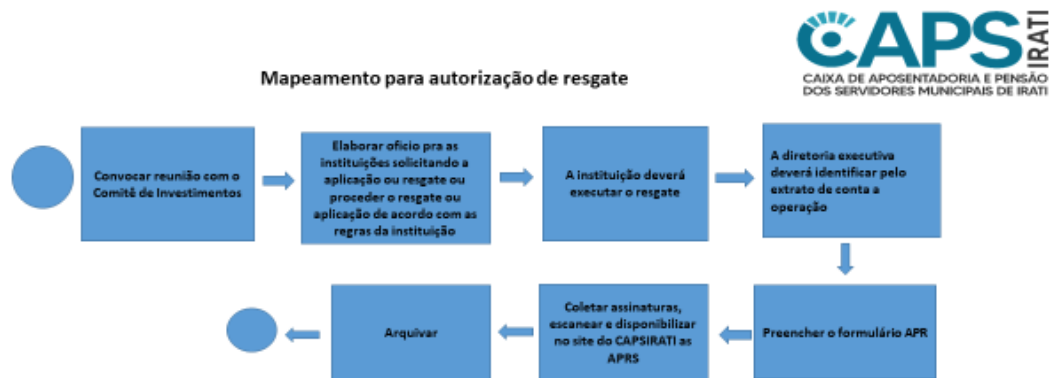 CAPS IRATI
CAIXA DE APOSENTADORIA E PENSÃO
DOS SERVIDORES MUNICIPAIS DE IRATI
Mapeamento para autorização de resgate
Convocar reunião com o
Comitê de Investimentos
Elaborar oficio pra as
instituições solicitando a
aplicação ou resgate ou
proceder o resgate ou
aplicação de acordo com as
regras da instituição
A instituição deverá
executar o resgate
A diretoria executiva
deverá identificar pelo
extrato de conta a
operação
Preencher o formulário APR
Coletar assinaturas,
escanear e disponibilizar
no site do CAPSIRATI as
APRS
Arquivar